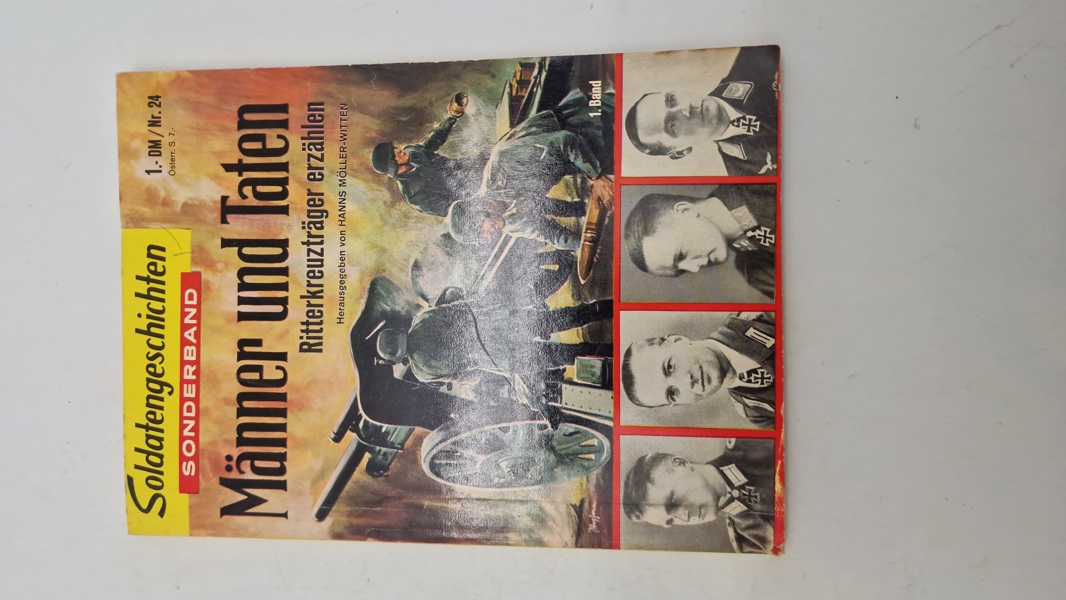 Soldatengeschichten
SONDERBAND
1.- DM / Nr. 24
Österr. S. 7.-
Männer und Taten
Ritterkreuzträger erzählen
Herausgegeben von HANNS MÖLLER-WITTEN
1. Band